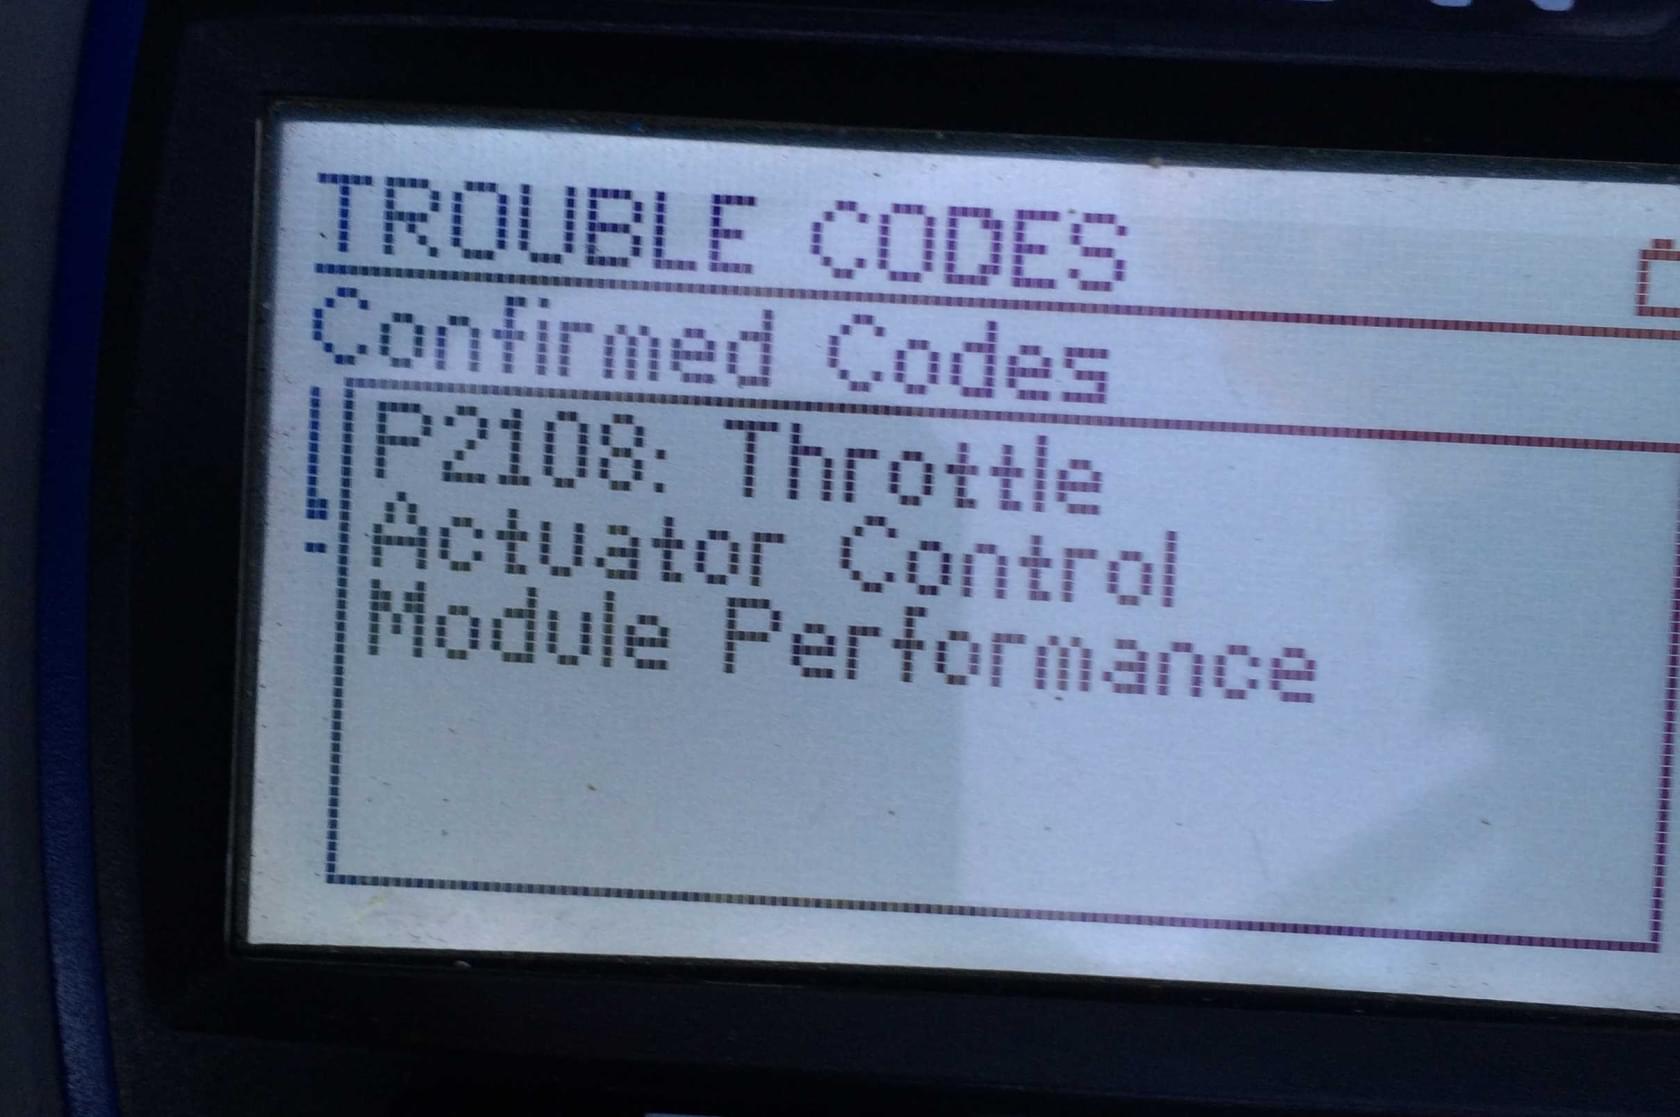 TROUBLE CODES
Confirmed Codes
P2108: Throttle
Actuator Control
Module Performance